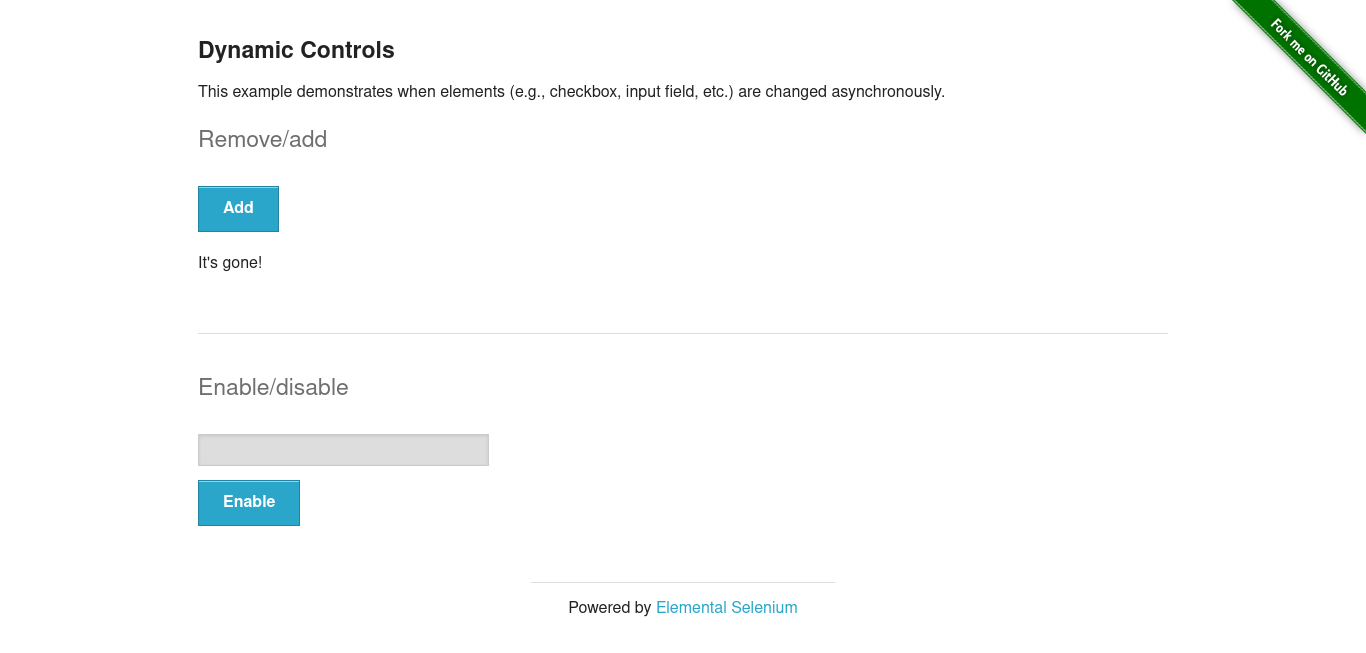 Fork me on GitHub
Dynamic Controls
This example demonstrates when elements (e.g., checkbox, input field, etc.) are changed asynchronously.
Remove/add
Add
It's gone!
Enable/disable
Enable
Powered by Elemental Selenium